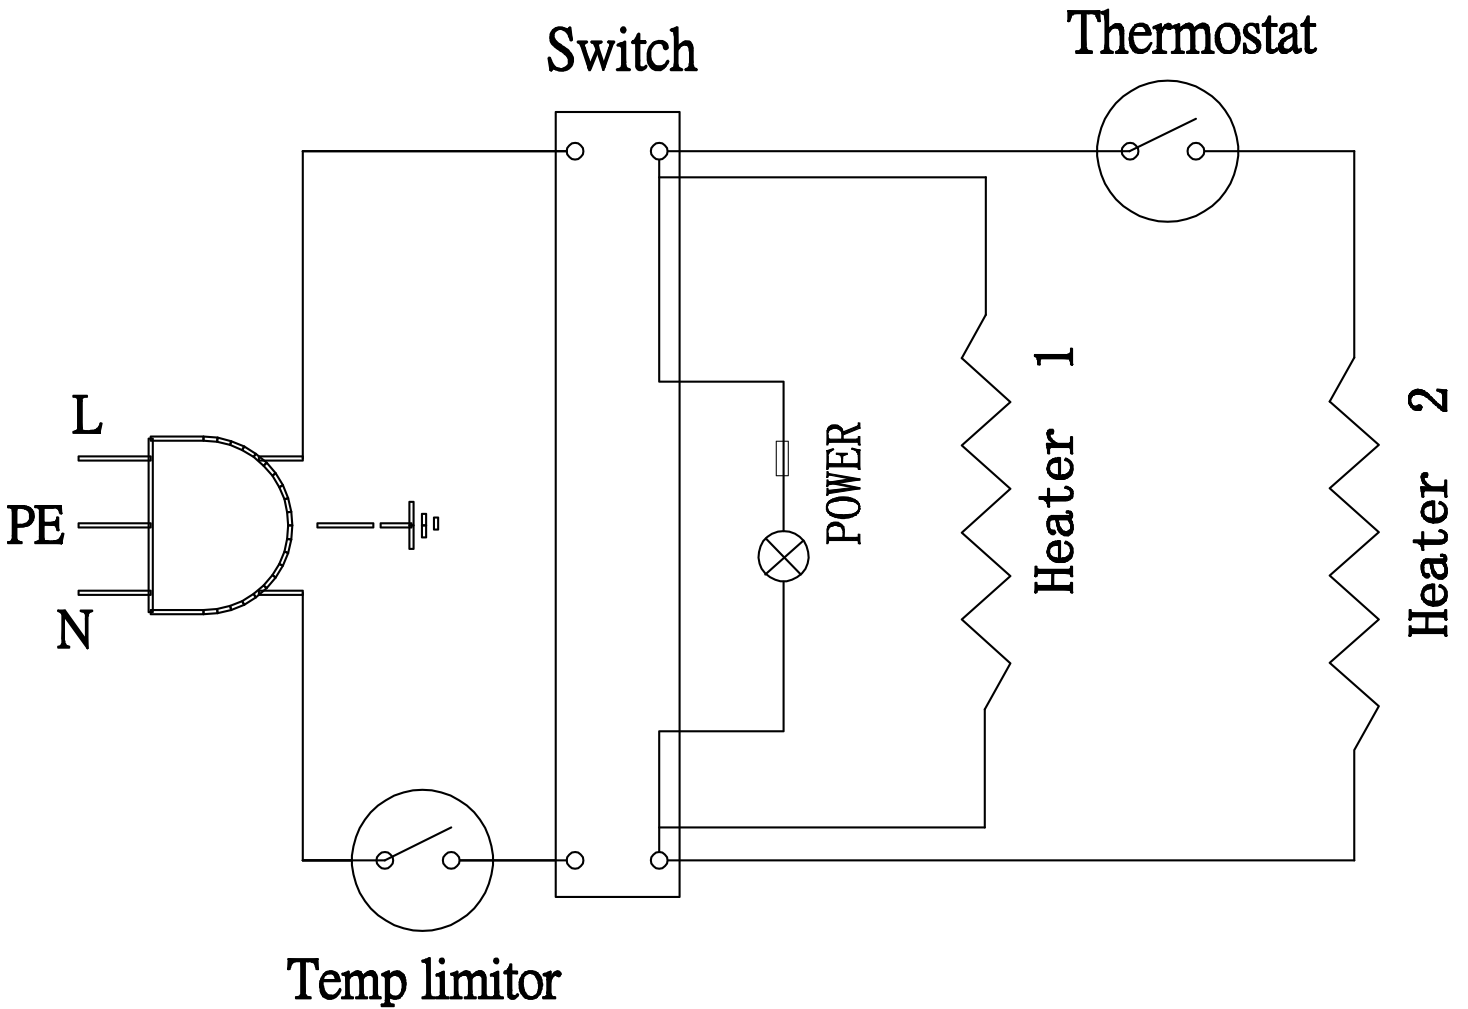 Switch
Thermostat
L
PE
N
POWER
Heater 1
Heater 2
Temp limitor